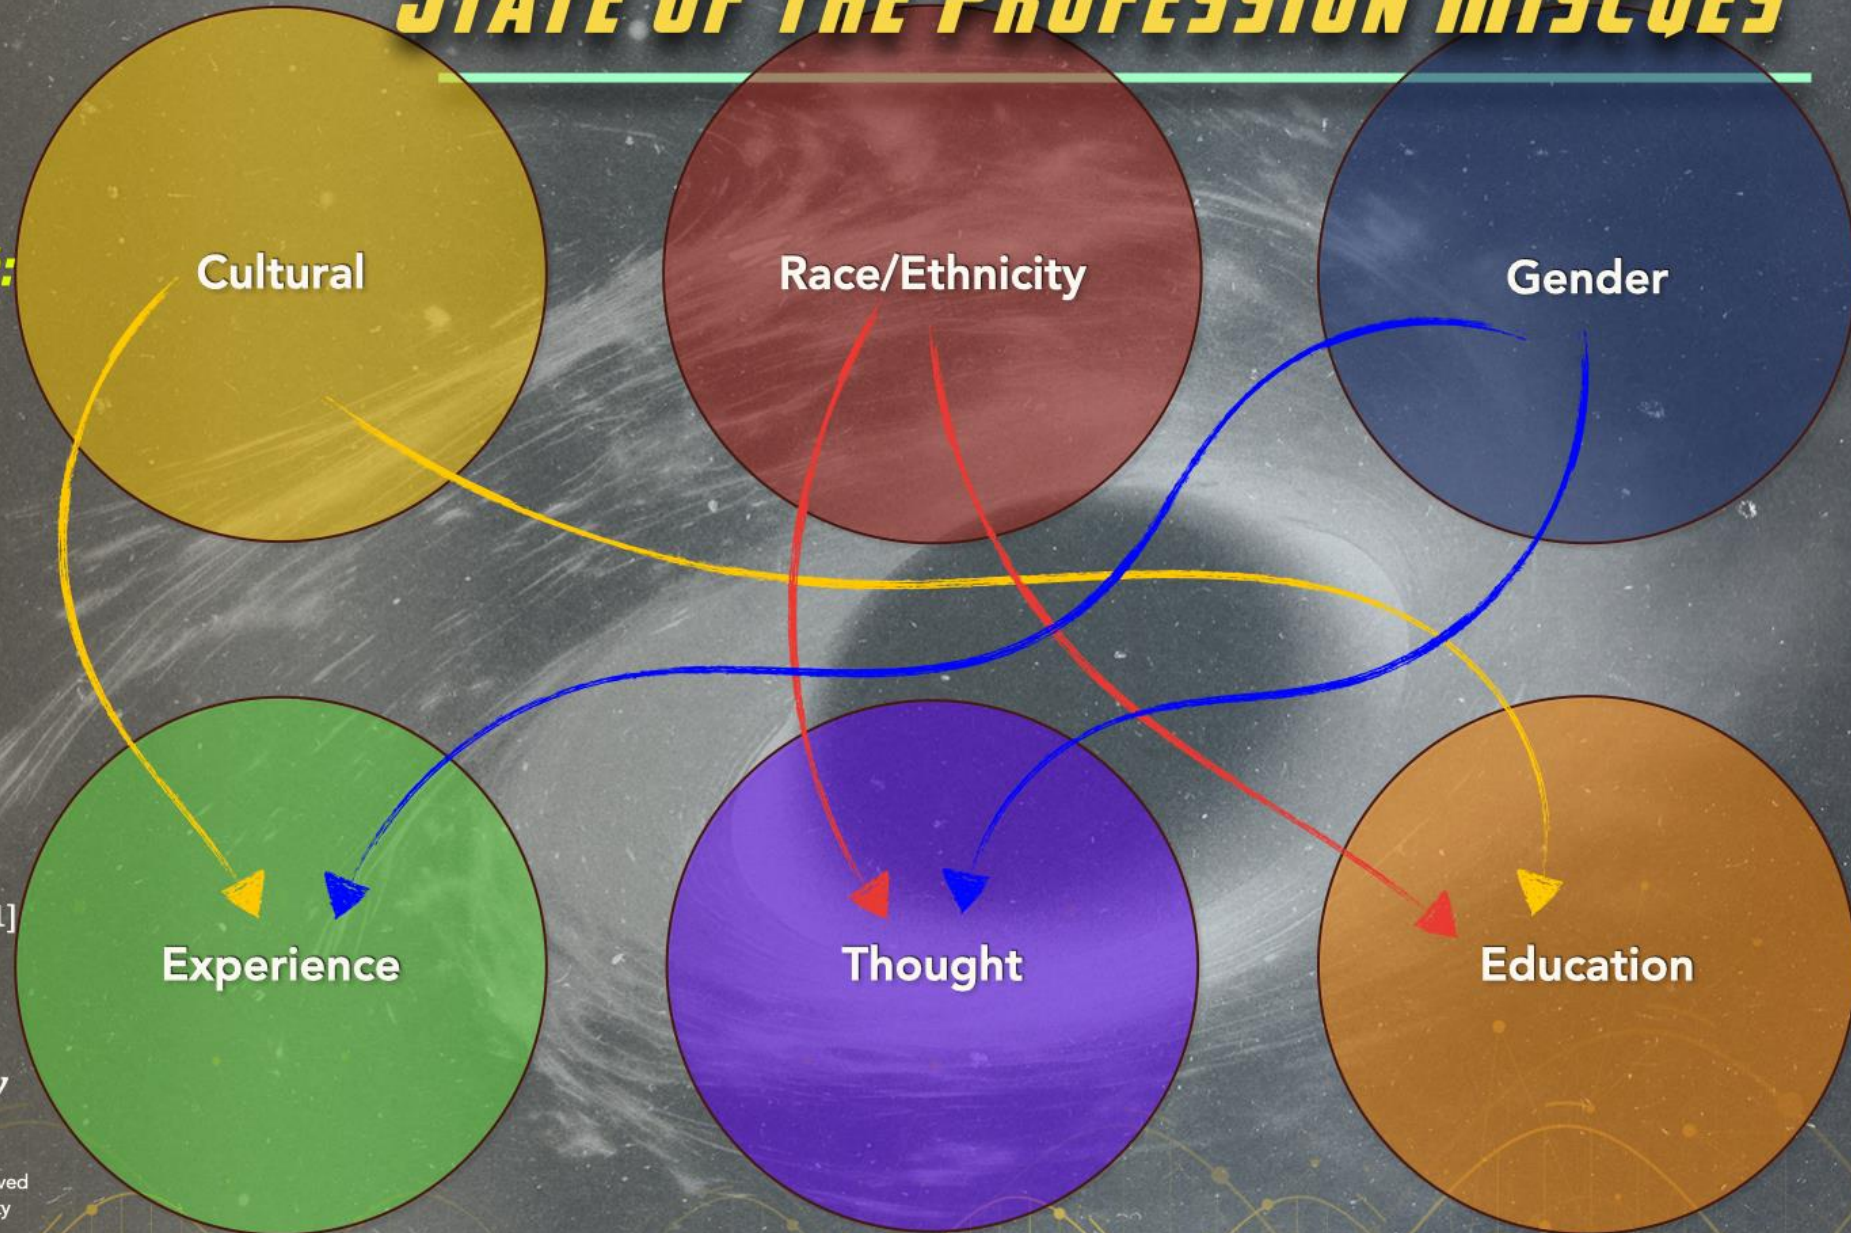 STATE OF THE PROFESSION MISCUES
Cultural
Race/Ethnicity
Gender
Experience
Thought
Education